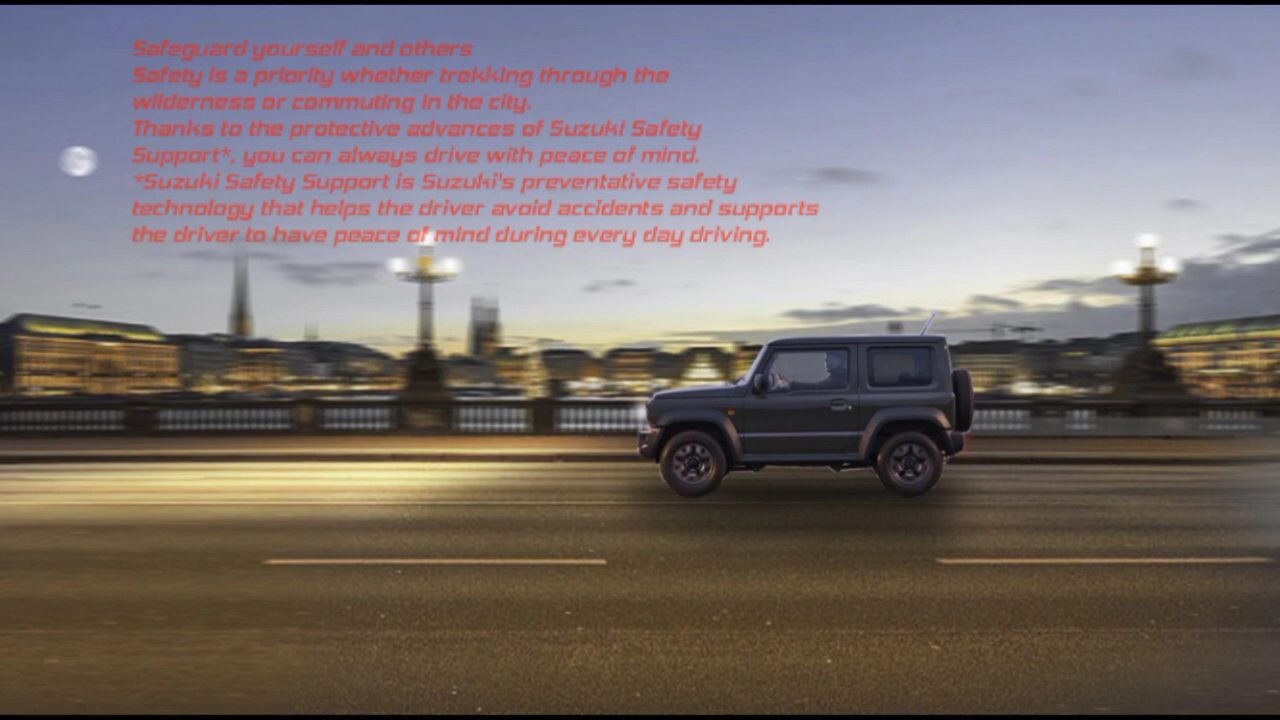 Safeguard yourself and others
Safety is a priority whether trekking through the
wilderness or commuting in the city.
Thanks to the protective advances of Suzuki Safety
Support*, you can always drive with peace of mind.
*Suzuki Safety Support is Suzuki's preventative safety
technology that helps the driver avoid accidents and supports
the driver to have peace of mind during every day driving.